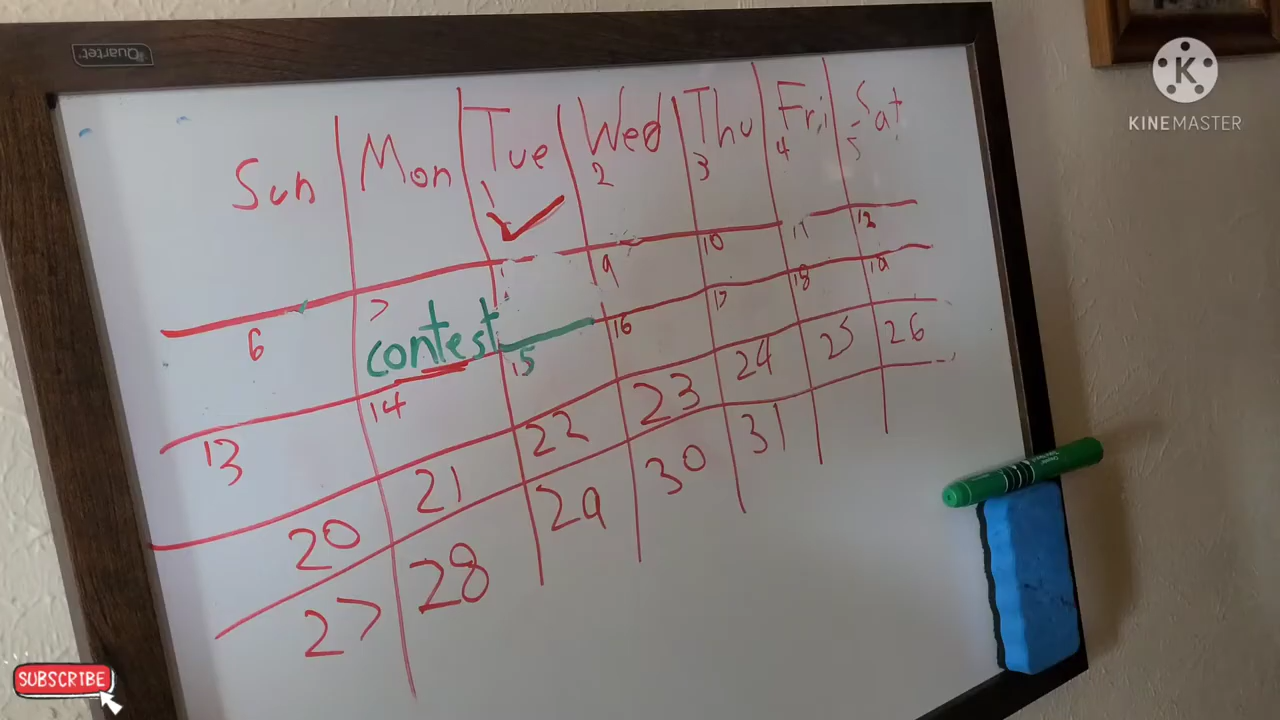 Quartet
KINEMASTER
Sun Mon Tue Wed Thu Fri Sat
1 2 3 4 5
6 7 9 10 11 12
contest
13 14 15 16 17 18 19
20 21 22 23 24 25 26
27 28 29 30 31
SUBSCRIBE